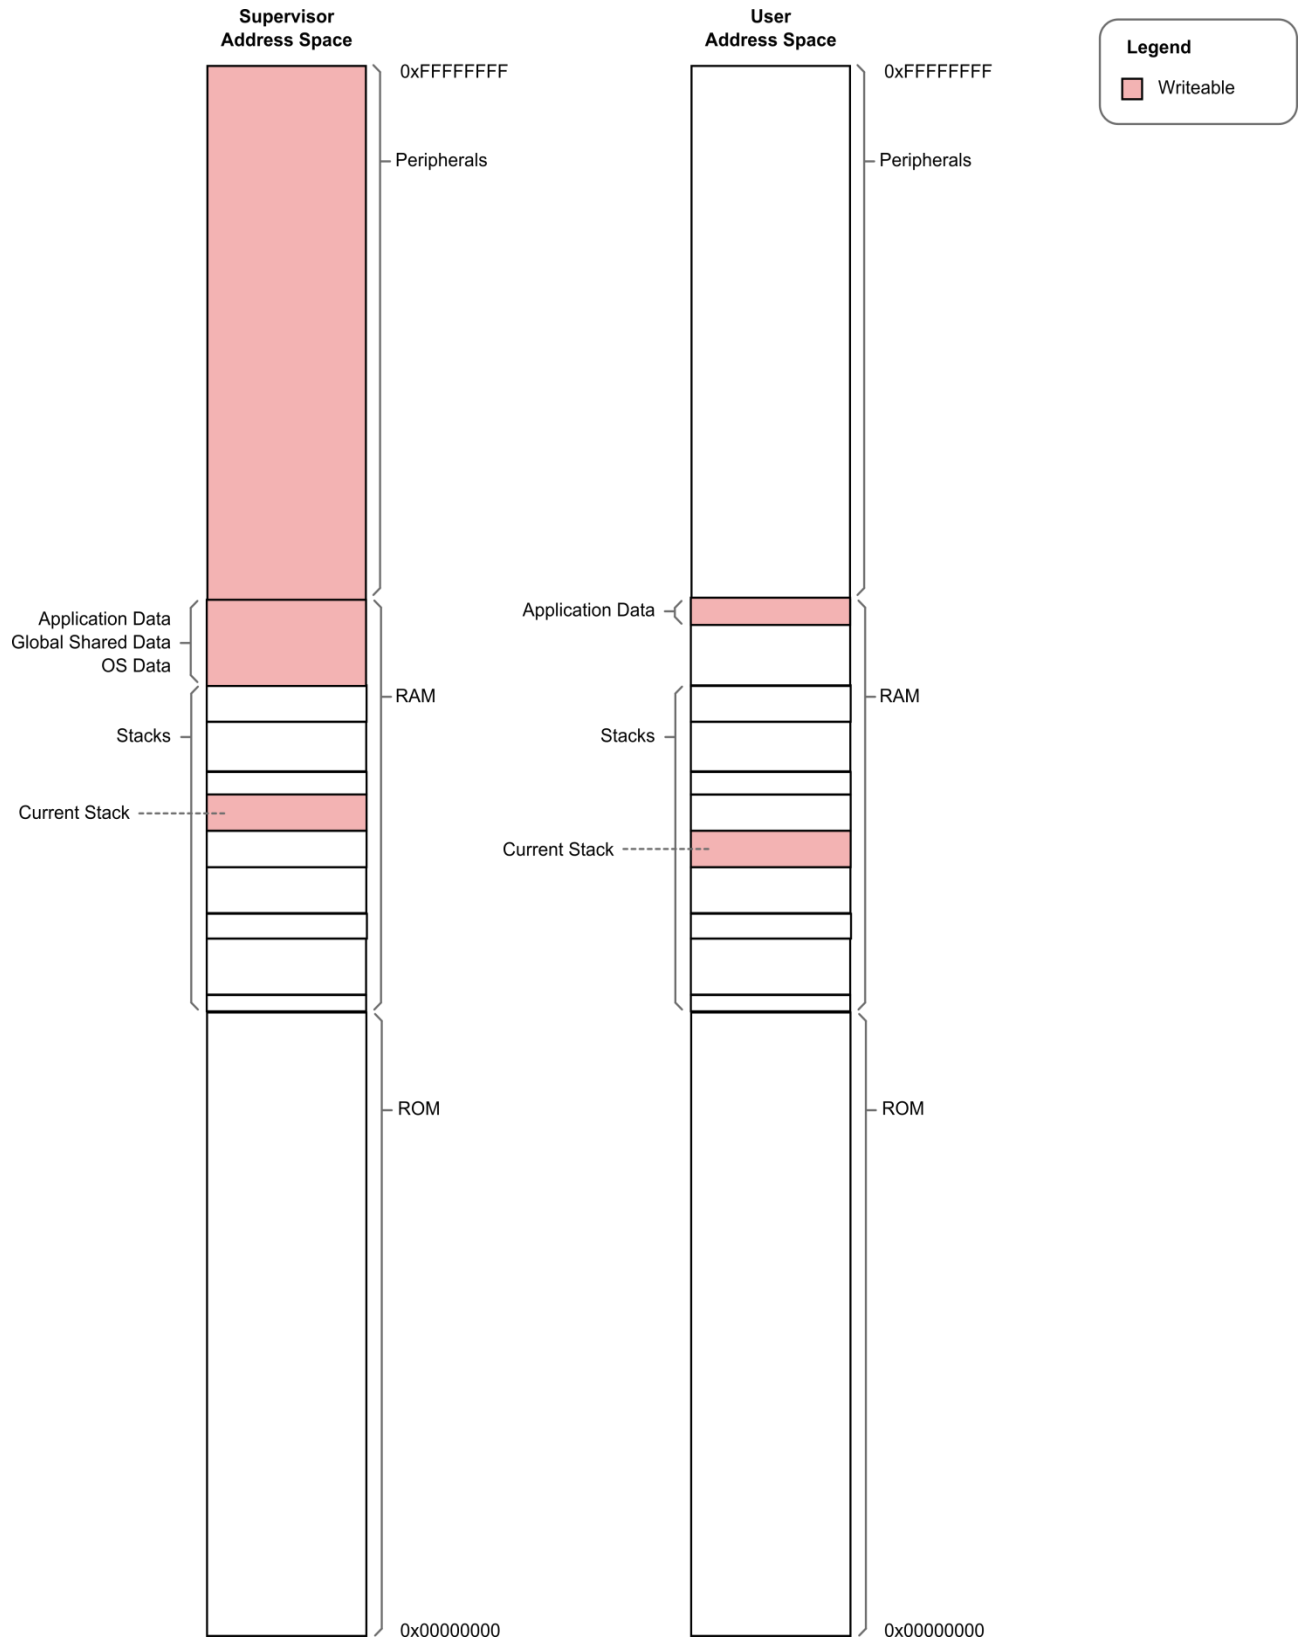 Supervisor
Address Space
0xFFFFFFFF
Peripherals
Application Data
Global Shared Data
OS Data
RAM
Stacks
Current Stack
ROM
0x00000000
User
Address Space
0xFFFFFFFF
Peripherals
Application Data
RAM
Stacks
Current Stack
ROM
0x00000000
Legend
Writeable